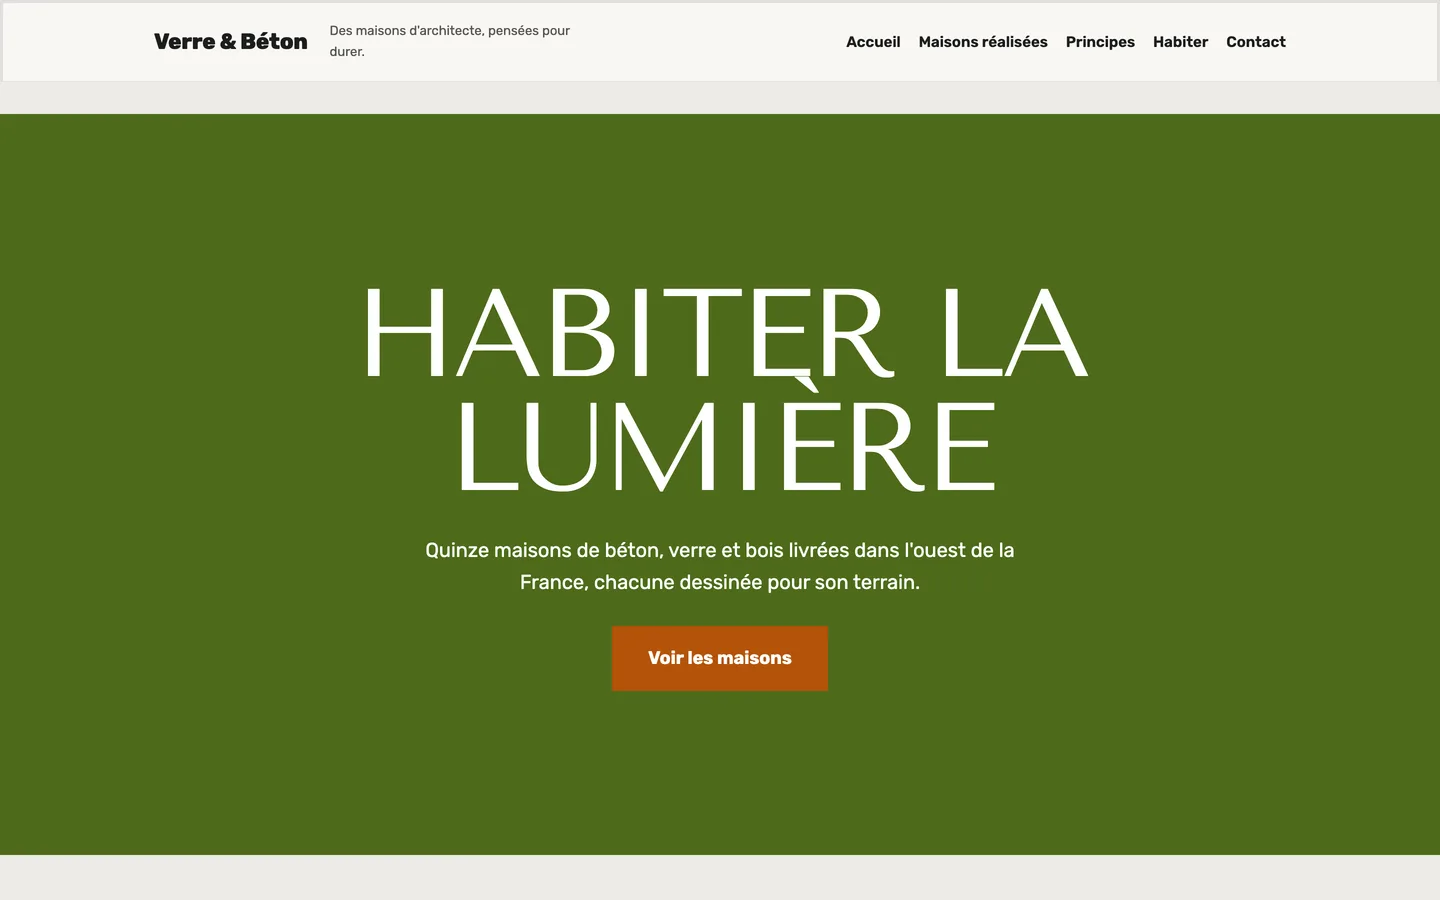 Verre & Béton
Des maisons d'architecte, pensées pour
durer.
Accueil Maisons réalisées Principes Habiter Contact
HABITER LA
LUMIÈRE
Quinze maisons de béton, verre et bois livrées dans l'ouest de la
France, chacune dessinée pour son terrain.
Voir les maisons